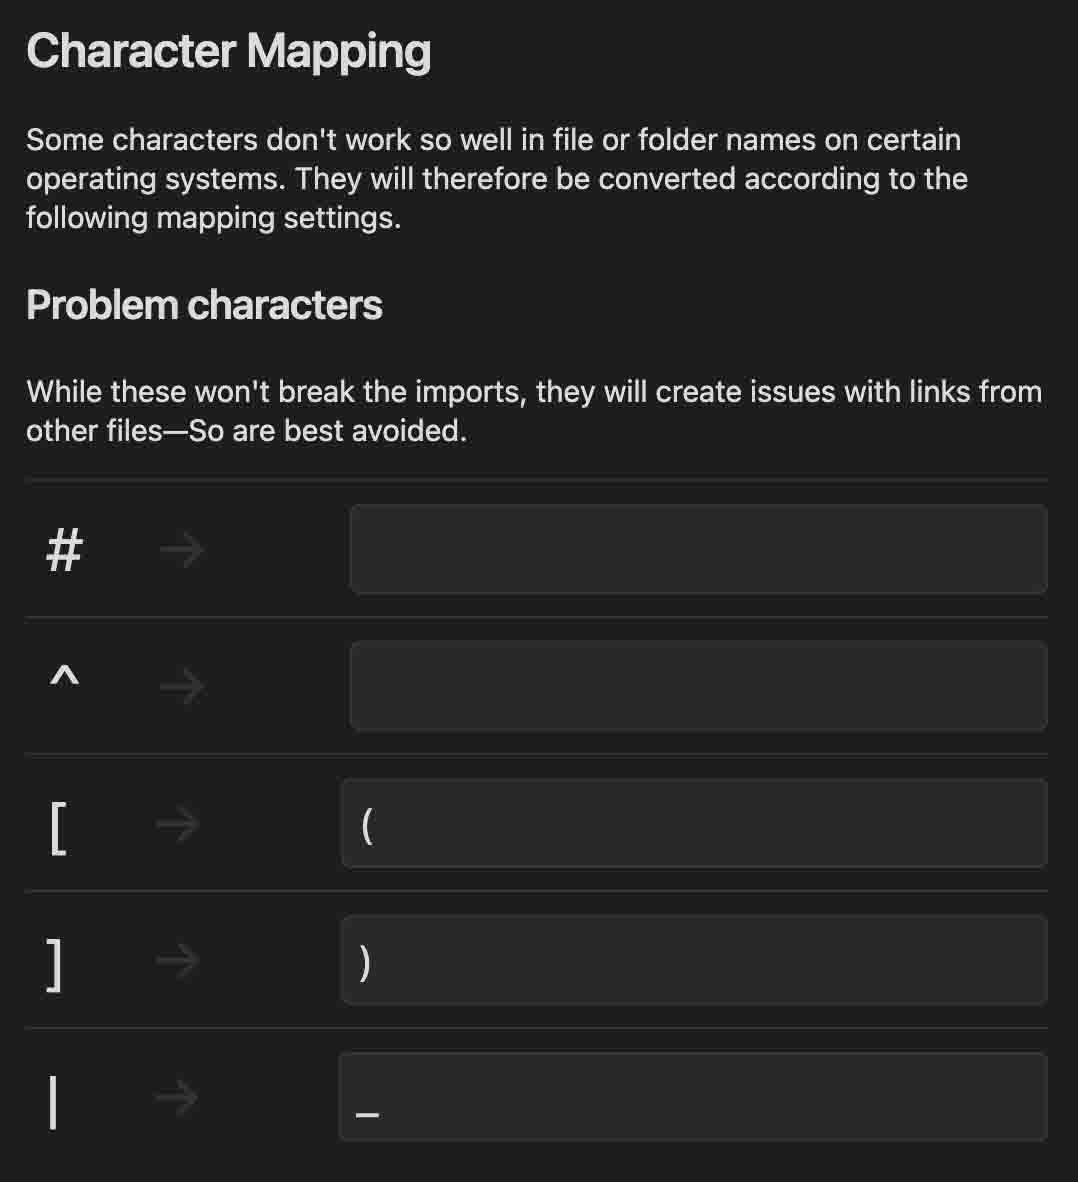 Character Mapping
Some characters don't work so well in file or folder names on certain
operating systems. They will therefore be converted according to the
following mapping settings.
Problem characters
While these won't break the imports, they will create issues with links from
other files—So are best avoided.
# →
^ →
[ → (
] → )
| → _